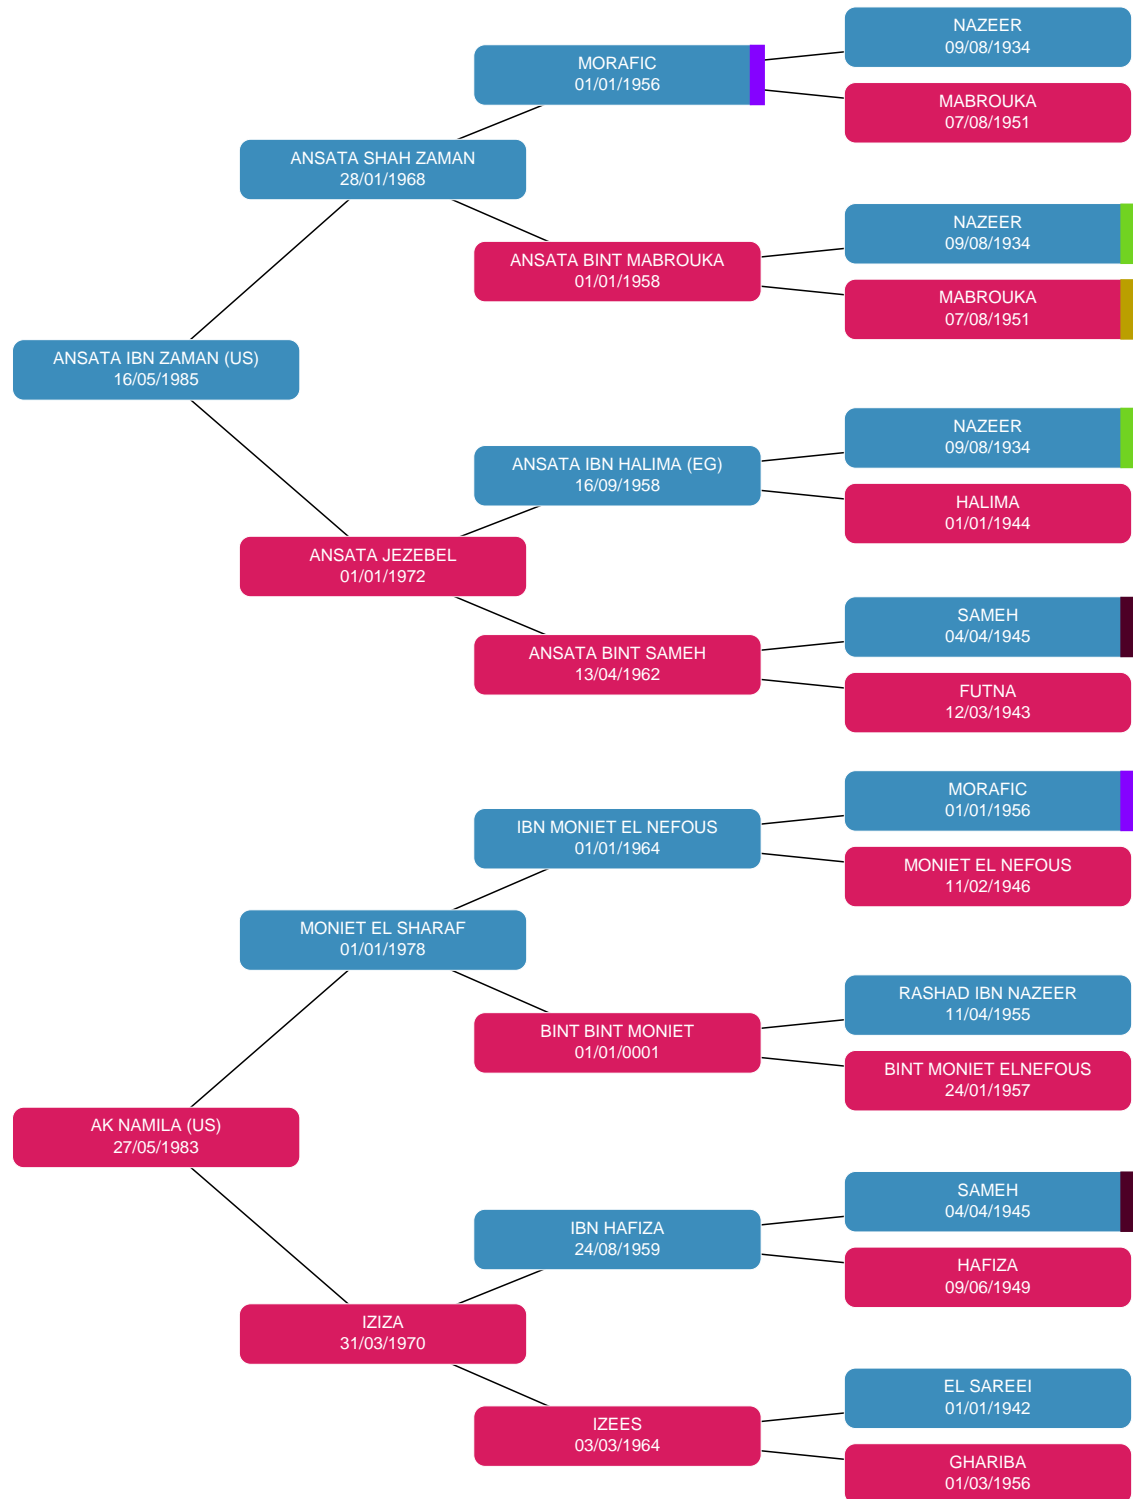 NAZEER
09/08/1934
MORAFIC
01/01/1956
MABROUKA
07/08/1951
ANSATA SHAH ZAMAN
28/01/1968
NAZEER
09/08/1934
ANSATA BINT MABROUKA
01/01/1958
MABROUKA
07/08/1951
ANSATA IBN ZAMAN (US)
16/05/1985
NAZEER
09/08/1934
ANSATA IBN HALIMA (EG)
16/09/1958
HALIMA
01/01/1944
ANSATA JEZEBEL
01/01/1972
SAMEH
04/04/1945
ANSATA BINT SAMEH
13/04/1962
FUTNA
12/03/1943
MORAFIC
01/01/1956
IBN MONIET EL NEFOUS
01/01/1964
MONIET EL NEFOUS
11/02/1946
MONIET EL SHARAF
01/01/1978
RASHAD IBN NAZEER
11/04/1955
BINT BINT MONIET
01/01/0001
BINT MONIET ELNEFOUS
24/01/1957
AK NAMILA (US)
27/05/1983
SAMEH
04/04/1945
IBN HAFIZA
24/08/1959
HAFIZA
09/06/1949
IZIZA
31/03/1970
EL SAREEI
01/01/1942
IZEES
03/03/1964
GHARIBA
01/03/1956